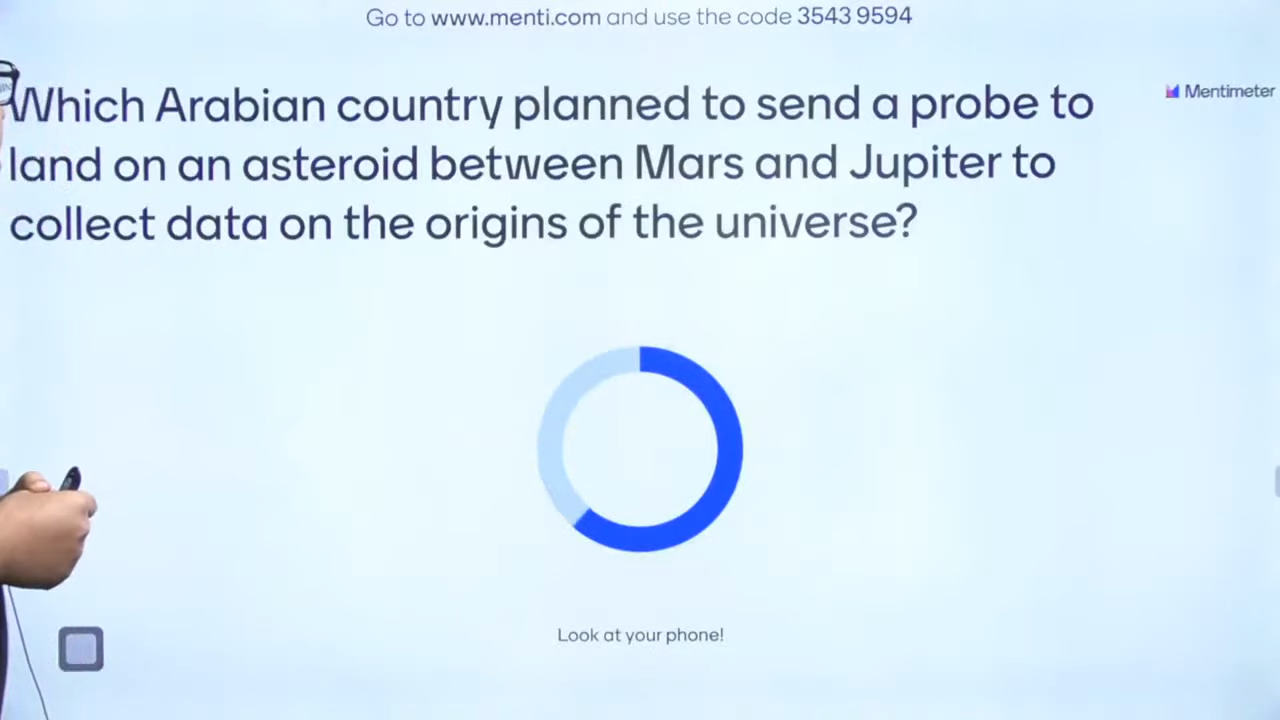 Go to www.menti.com and use the code 3543 9594
Mentimeter
Which Arabian country planned to send a probe to
land on an asteroid between Mars and Jupiter to
collect data on the origins of the universe?
Look at your phone!